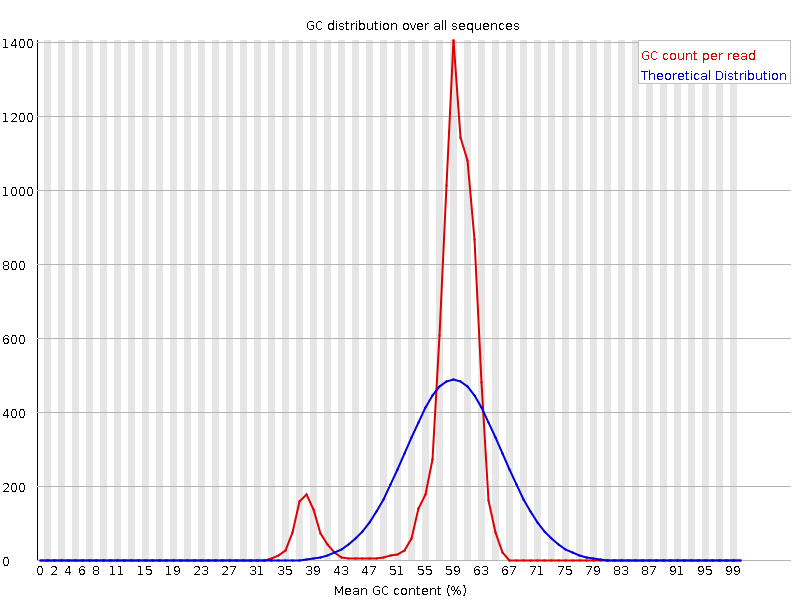 GC distribution over all sequences
GC count per read
Theoretical Distribution
1400
1200
1000
800
600
400
200
0
0 2 4 6 8 11 15 19 23 27 31 35 39 43 47 51 55 59 63 67 71 75 79 83 87 91 95 99
Mean GC content (%)